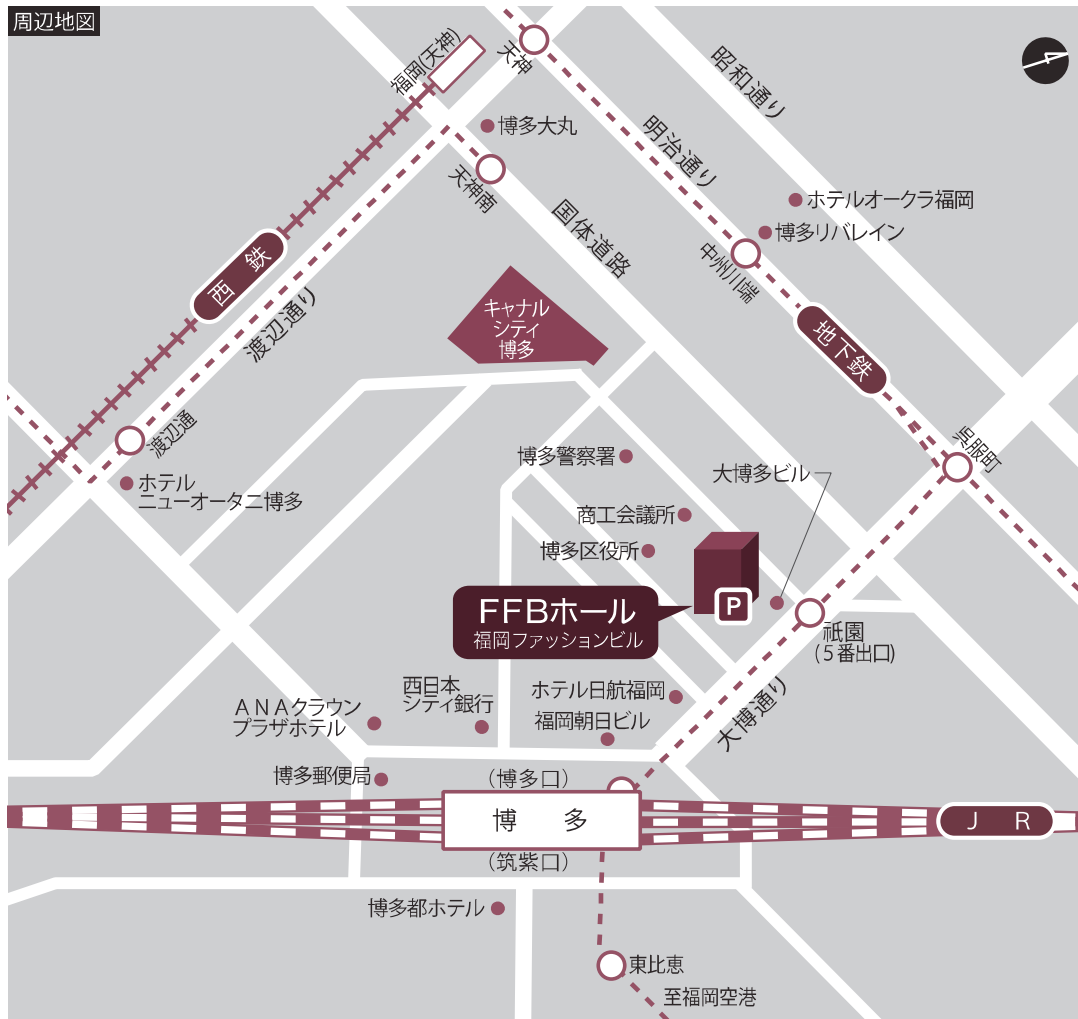 周辺地図
福岡(天神)
天神
昭和通り
博多大丸
明治通り
天神南
ホテルオークラ福岡
国体道路
博多リバレイン
中州川端
西　鉄
渡辺通り
キャナル
シティ
博多
地下鉄
渡辺通
呉服町
博多警察署
大博多ビル
ホテル
ニューオータニ博多
商工会議所
博多区役所
P
FFBホール
福岡ファッションビル
祇園
(5番出口)
西日本
シティ銀行
ホテル日航福岡
大博通り
ANAクラウン
プラザホテル
福岡朝日ビル
博多郵便局
(博多口)
博　多
J　R
(筑紫口)
博多都ホテル
東比恵
至福岡空港